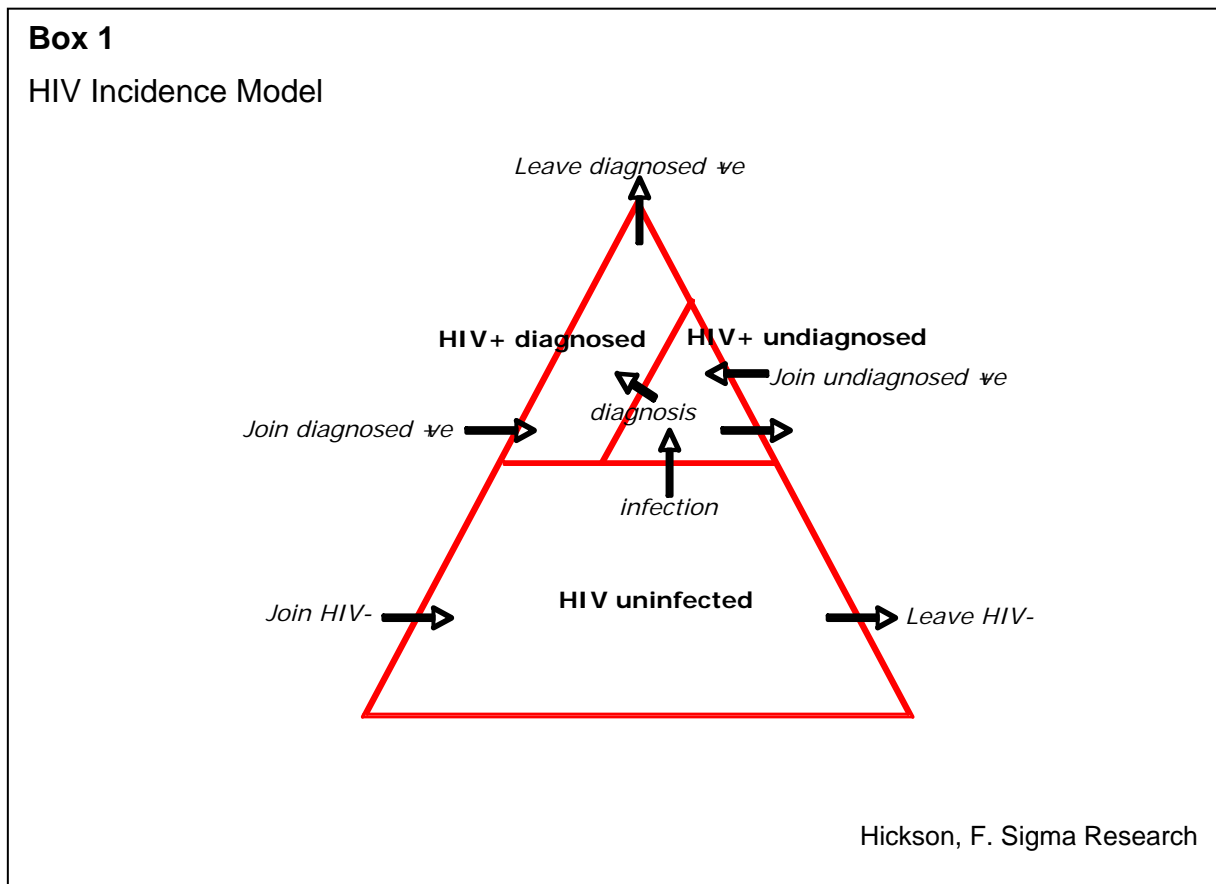 Box 1
HIV Incidence Model
Leave diagnosed +ve
HIV+ diagnosed
HIV+ undiagnosed
Join undiagnosed +ve
diagnosis
Join diagnosed +ve
infection
HIV uninfected
Join HIV-
Leave HIV-
Hickson, F. Sigma Research